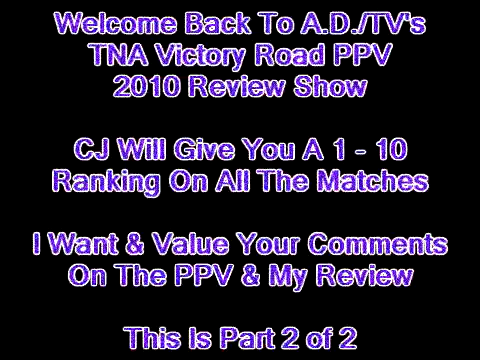 Welcome Back To A.D./TV's
TNA Victory Road PPV
2010 Review Show
CJ Will Give You A 1 - 10
Ranking On All The Matches
I Want & Value Your Comments
On The PPV & My Review
This Is Part 2 of 2